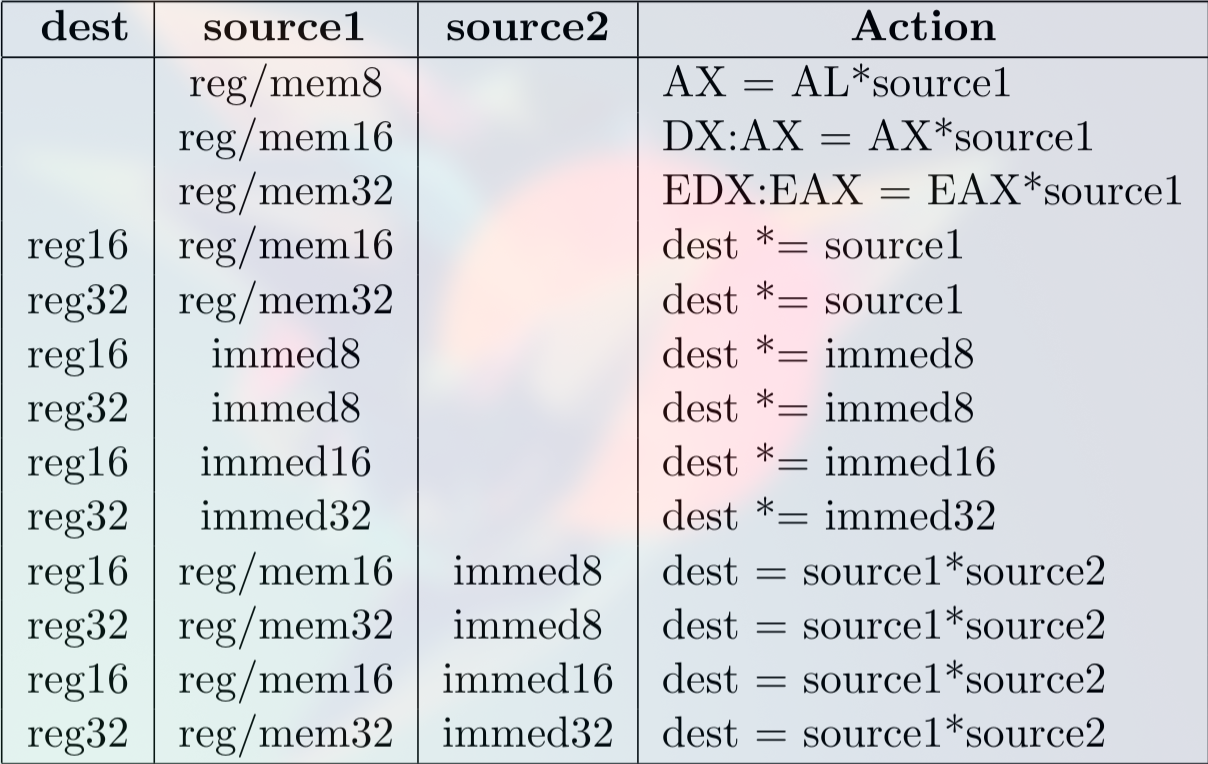 dest source1 source2 Action
reg/mem8 AX = AL*source1
reg/mem16 DX:AX = AX*source1
reg/mem32 EDX:EAX = EAX*source1
reg16 reg/mem16 dest *= source1
reg32 reg/mem32 dest *= source1
reg16 immed8 dest *= immed8
reg32 immed8 dest *= immed8
reg16 immed16 dest *= immed16
reg32 immed32 dest *= immed32
reg16 reg/mem16 immed8 dest = source1*source2
reg32 reg/mem32 immed8 dest = source1*source2
reg16 reg/mem16 immed16 dest = source1*source2
reg32 reg/mem32 immed32 dest = source1*source2